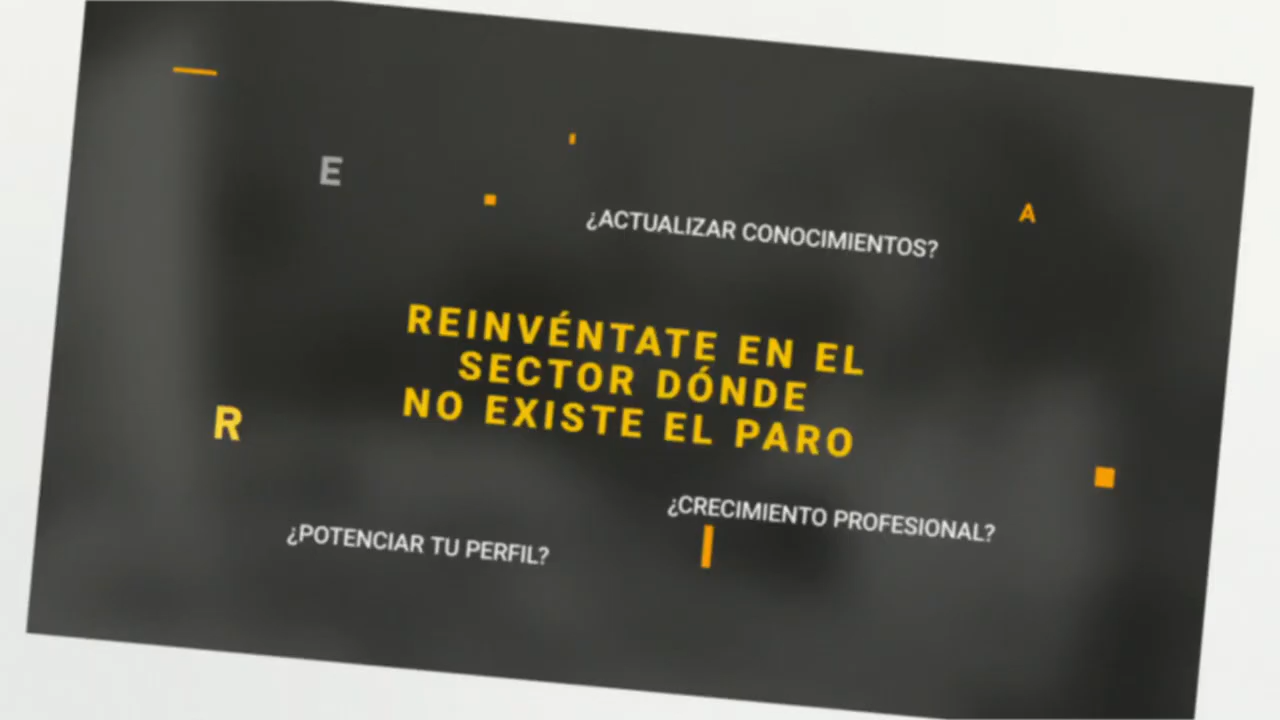 E
A
¿ACTUALIZAR CONOCIMIENTOS?
REINVÉNTATE EN EL
SECTOR DÓNDE
NO EXISTE EL PARO
R
¿CRECIMIENTO PROFESIONAL?
¿POTENCIAR TU PERFIL?